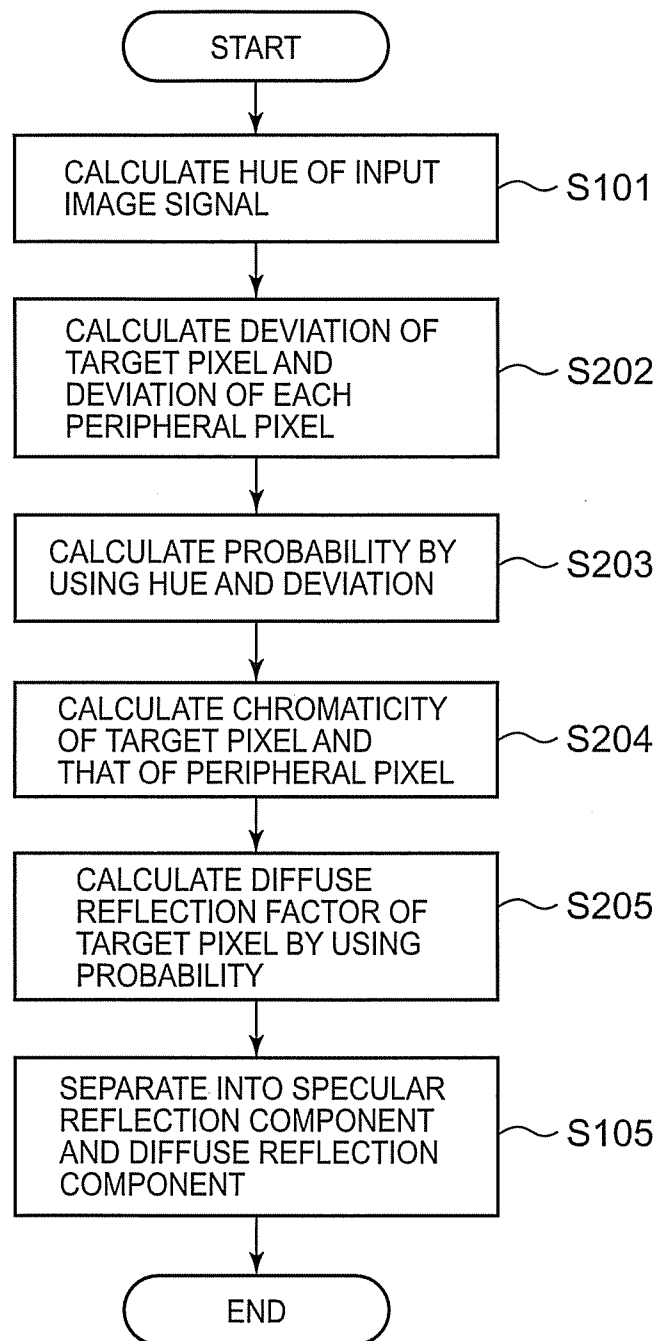 START
CALCULATE HUE OF INPUT
IMAGE SIGNAL
S101
CALCULATE DEVIATION OF
TARGET PIXEL AND
DEVIATION OF EACH
PERIPHERAL PIXEL
S202
CALCULATE PROBABILITY BY
USING HUE AND DEVIATION
S203
CALCULATE CHROMATICITY
OF TARGET PIXEL AND
THAT OF PERIPHERAL PIXEL
S204
CALCULATE DIFFUSE
REFLECTION FACTOR OF
TARGET PIXEL BY USING
PROBABILITY
S205
SEPARATE INTO SPECULAR
REFLECTION COMPONENT
AND DIFFUSE REFLECTION
COMPONENT
S105
END